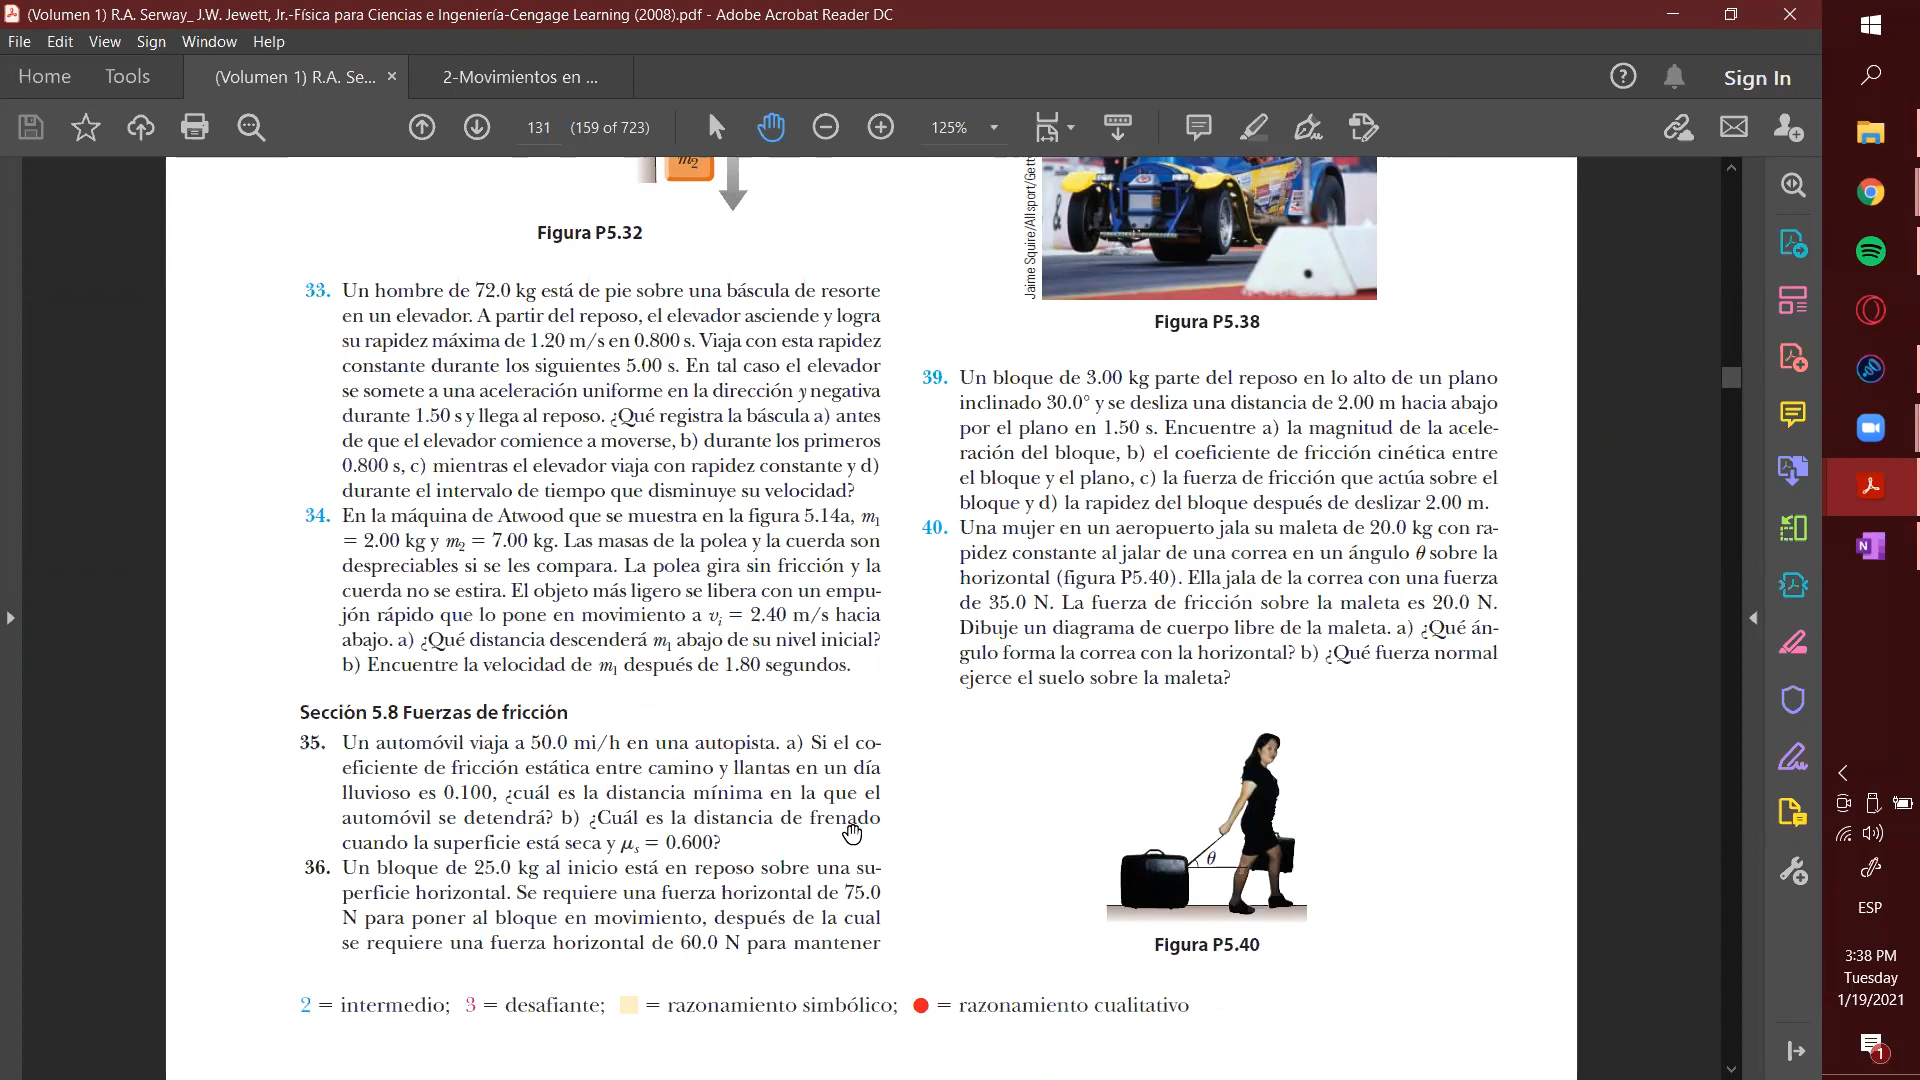 (Volumen 1) R.A. Serway_ J.W. Jewett, Jr.-Física para Ciencias e Ingeniería-Cengage Learning (2008).pdf - Adobe Acrobat Reader DC
File Edit View Sign Window Help
Home Tools (Volumen 1) R.A. Se... × 2-Movimientos en ... Sign In
131 (159 of 723) 125%
m2
Figura P5.32
33. Un hombre de 72.0 kg está de pie sobre una báscula de resorte
en un elevador. A partir del reposo, el elevador asciende y logra
su rapidez máxima de 1.20 m/s en 0.800 s. Viaja con esta rapidez
constante durante los siguientes 5.00 s. En tal caso el elevador
se somete a una aceleración uniforme en la dirección y negativa
durante 1.50 s y llega al reposo. ¿Qué registra la báscula a) antes
de que el elevador comience a moverse, b) durante los primeros
0.800 s, c) mientras el elevador viaja con rapidez constante y d)
durante el intervalo de tiempo que disminuye su velocidad?
34. En la máquina de Atwood que se muestra en la figura 5.14a, m1
= 2.00 kg y m2 = 7.00 kg. Las masas de la polea y la cuerda son
despreciables si se les compara. La polea gira sin fricción y la
cuerda no se estira. El objeto más ligero se libera con un empu-
jón rápido que lo pone en movimiento a vi = 2.40 m/s hacia
abajo. a) ¿Qué distancia descenderá m1 abajo de su nivel inicial?
b) Encuentre la velocidad de m1 después de 1.80 segundos.
Sección 5.8 Fuerzas de fricción
35. Un automóvil viaja a 50.0 mi/h en una autopista. a) Si el co-
eficiente de fricción estática entre camino y llantas en un día
lluvioso es 0.100, ¿cuál es la distancia mínima en la que el
automóvil se detendrá? b) ¿Cuál es la distancia de frenado
cuando la superficie está seca y μs = 0.600?
36. Un bloque de 25.0 kg al inicio está en reposo sobre una su-
perficie horizontal. Se requiere una fuerza horizontal de 75.0
N para poner al bloque en movimiento, después de la cual
se requiere una fuerza horizontal de 60.0 N para mantener
Jaime Squire/Allsport/Gett
Figura P5.38
39. Un bloque de 3.00 kg parte del reposo en lo alto de un plano
inclinado 30.0° y se desliza una distancia de 2.00 m hacia abajo
por el plano en 1.50 s. Encuentre a) la magnitud de la acele-
ración del bloque, b) el coeficiente de fricción cinética entre
el bloque y el plano, c) la fuerza de fricción que actúa sobre el
bloque y d) la rapidez del bloque después de deslizar 2.00 m.
40. Una mujer en un aeropuerto jala su maleta de 20.0 kg con ra-
pidez constante al jalar de una correa en un ángulo θ sobre la
horizontal (figura P5.40). Ella jala de la correa con una fuerza
de 35.0 N. La fuerza de fricción sobre la maleta es 20.0 N.
Dibuje un diagrama de cuerpo libre de la maleta. a) ¿Qué án-
gulo forma la correa con la horizontal? b) ¿Qué fuerza normal
ejerce el suelo sobre la maleta?
θ
Figura P5.40
2 = intermedio; 3 = desafiante; = razonamiento simbólico; = razonamiento cualitativo
N
ESP
3:38 PM
Tuesday
1/19/2021
1